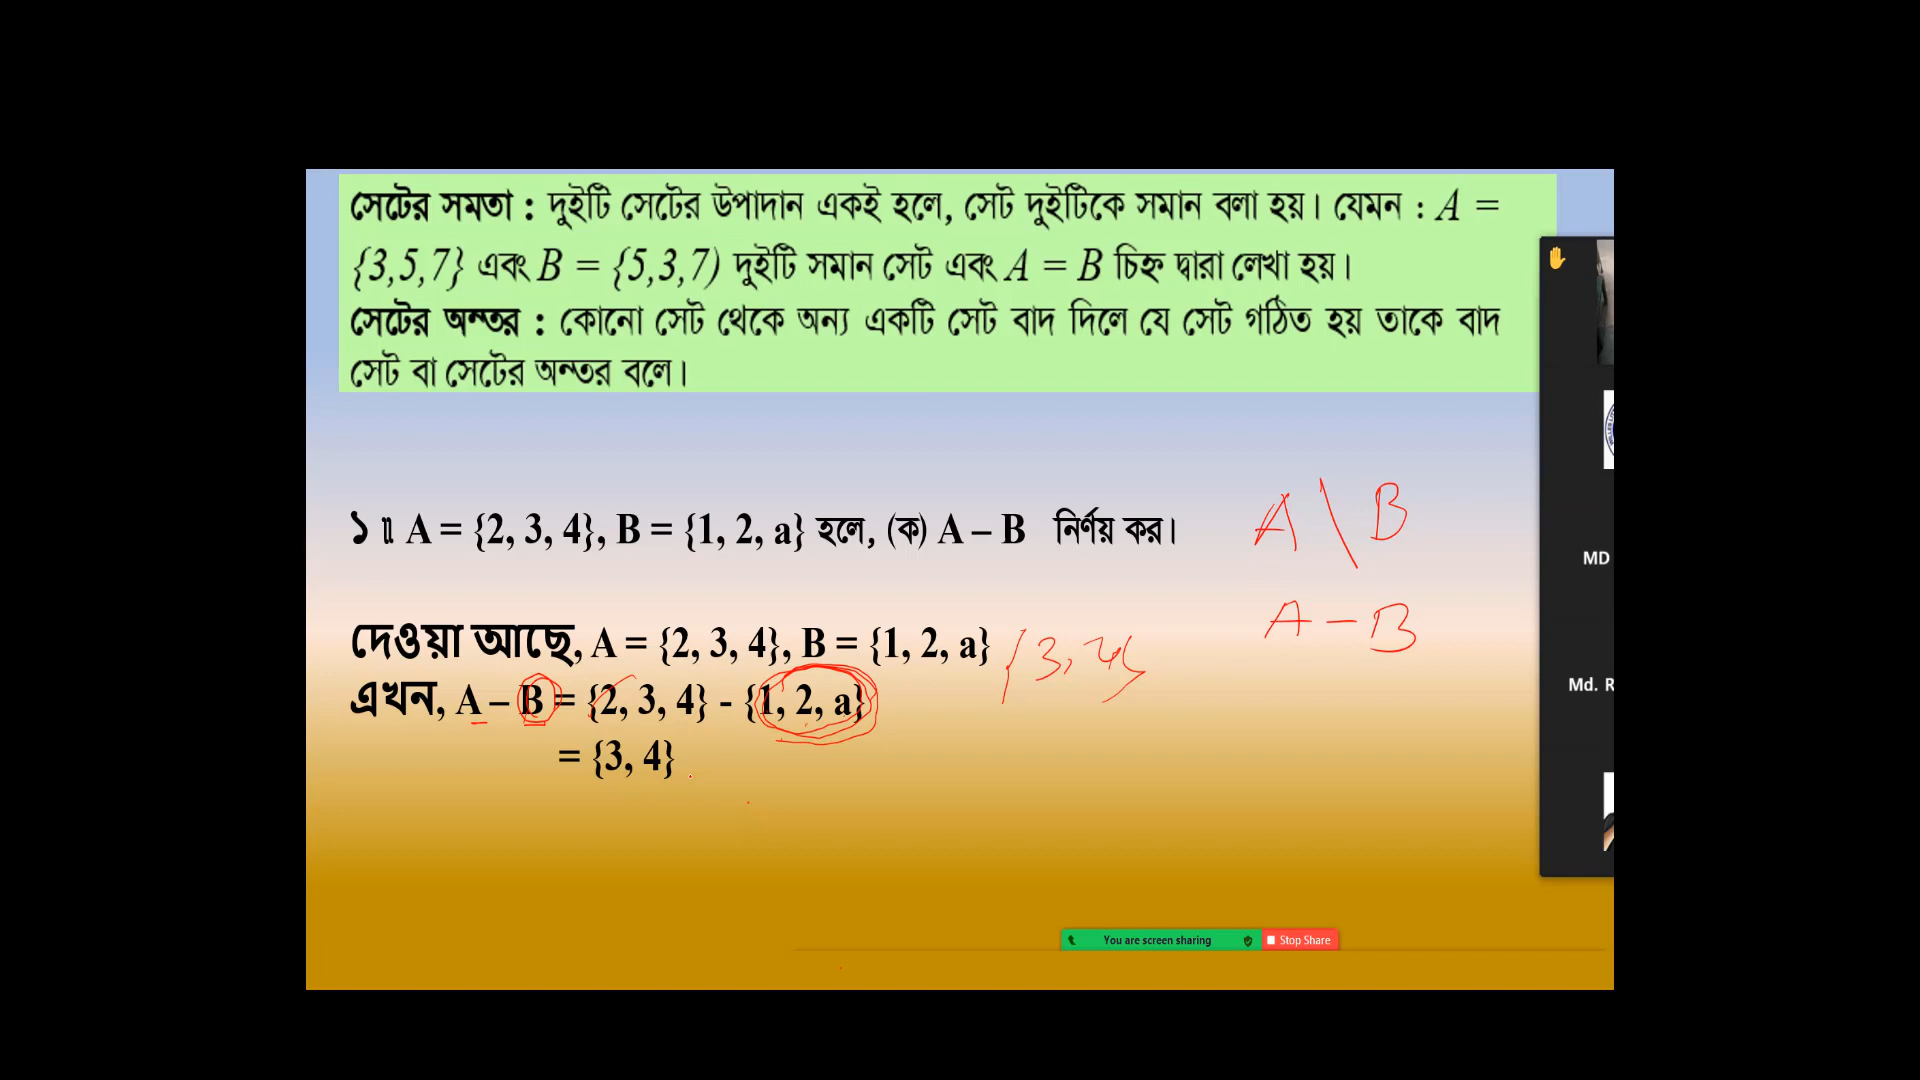 সেটের সমতা : দুইটি সেটের উপাদান একই হলে, সেট দুইটিকে সমান বলা হয়। যেমন : A =
{3,5,7} এবং B = {5,3,7) দুইটি সমান সেট এবং A = B চিহ্ন দ্বারা লেখা হয়।
সেটের অন্তর : কোনো সেট থেকে অন্য একটি সেট বাদ দিলে যে সেট গঠিত হয় তাকে বাদ
সেট বা সেটের অন্তর বলে।
১॥ A = {2, 3, 4}, B = {1, 2, a} হলে, (ক) A – B নির্ণয় কর।
A \ B
MD
A – B
দেওয়া আছে, A = {2, 3, 4}, B = {1, 2, a}
{3, 4}
Md. R
এখন, A – B = {2, 3, 4} - {1, 2, a}
= {3, 4}
You are screen sharing
Stop Share